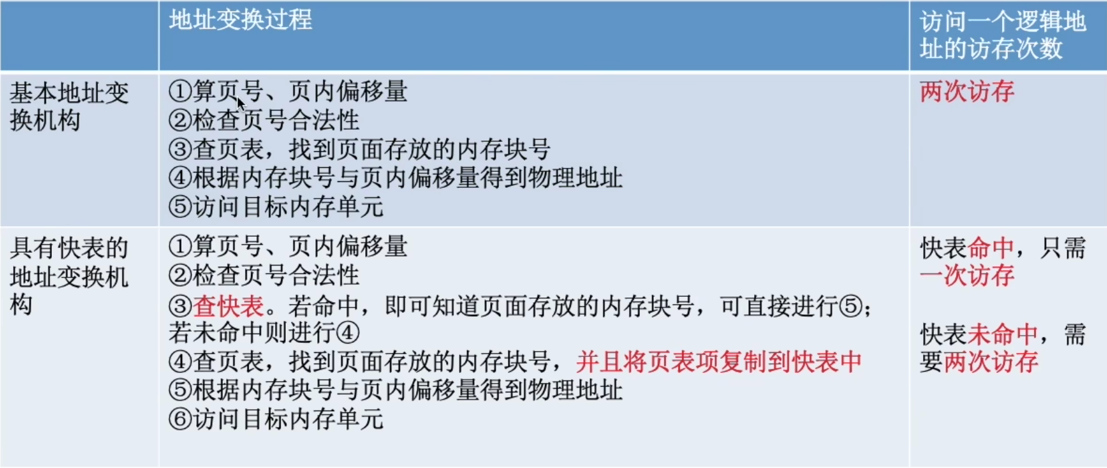 地址变换过程
访问一个逻辑地
址的访存次数
基本地址变
换机构
①算页号、页内偏移量
②检查页号合法性
③查页表，找到页面存放的内存块号
④根据内存块号与页内偏移量得到物理地址
⑤访问目标内存单元
两次访存
具有快表的
地址变换机
构
①算页号、页内偏移量
②检查页号合法性
③查快表。若命中，即可知道页面存放的内存块号，可直接进行⑤；
若未命中则进行④
④查页表，找到页面存放的内存块号，并且将页表项复制到快表中
⑤根据内存块号与页内偏移量得到物理地址
⑥访问目标内存单元
快表命中，只需
一次访存
快表未命中，需
要两次访存